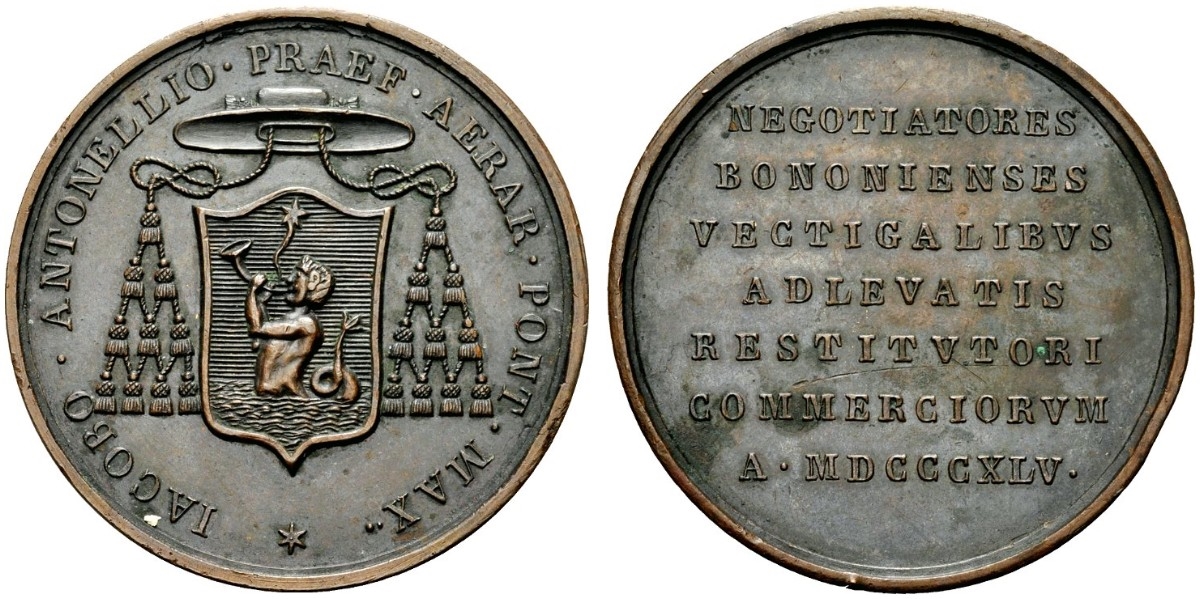 IACOBO · ANTONELLIO · PRAEF · AERAR · PONT · MAX ·
NEGOTIATORES
BONONIENSES
VECTIGALIBVS
ADLEVATIS
RESTITVTORI
COMMERCIORVM
A · MDCCCXLV ·